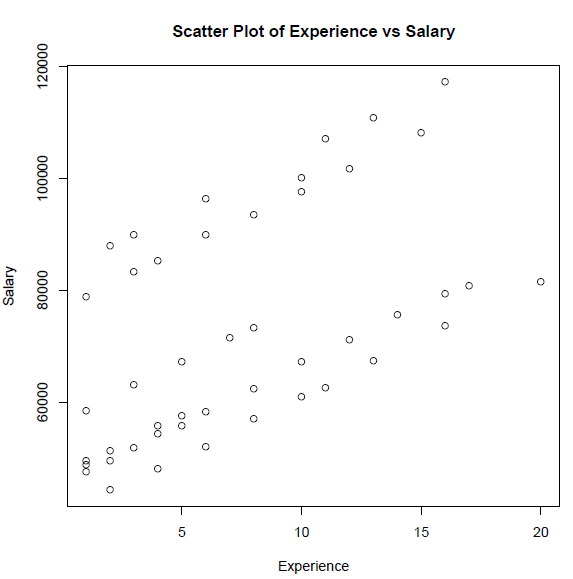 Scatter Plot of Experience vs Salary
120000
100000
80000
60000
Salary
5 10 15 20
Experience